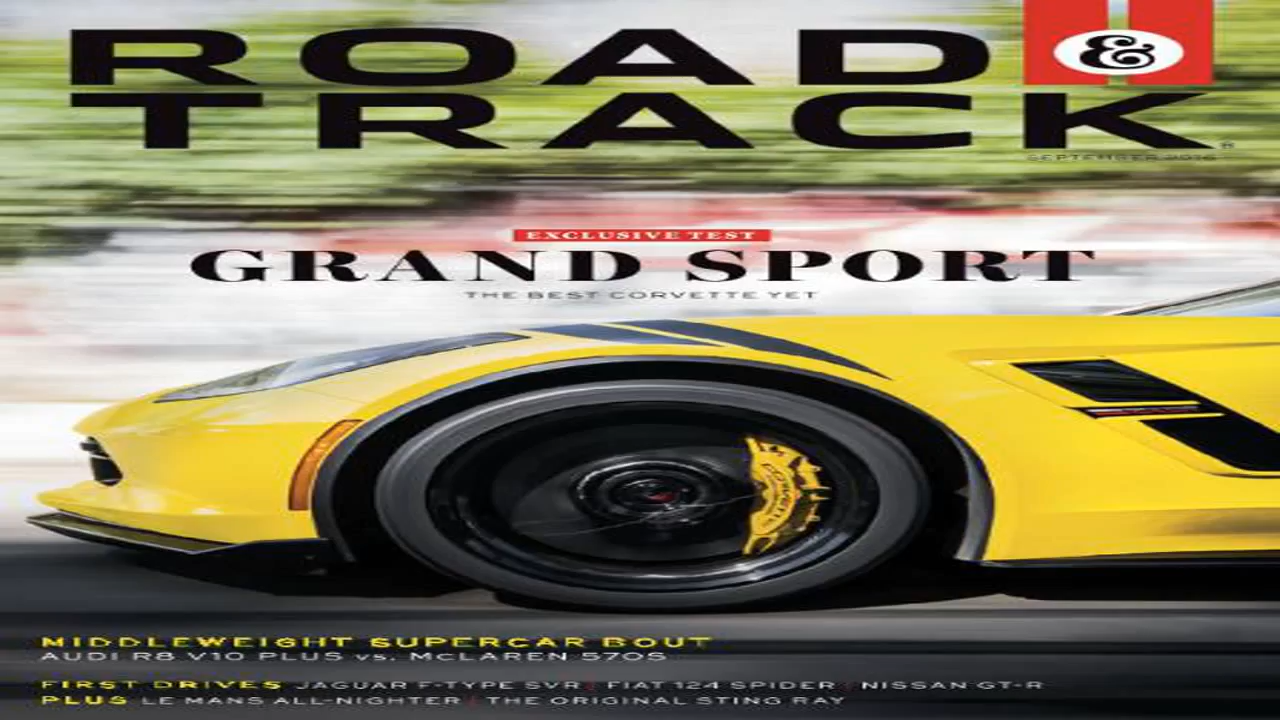 ROAD &
TRACK
SEPTEMBER 2016
EXCLUSIVE TEST
GRAND SPORT
THE BEST CORVETTE YET
MIDDLEWEIGHT SUPERCAR BOUT
AUDI R8 V10 PLUS vs. McLAREN 570S
FIRST DRIVES JAGUAR F-TYPE SVR | FIAT 124 SPIDER | NISSAN GT-R
PLUS LE MANS ALL-NIGHTER | THE ORIGINAL STING RAY